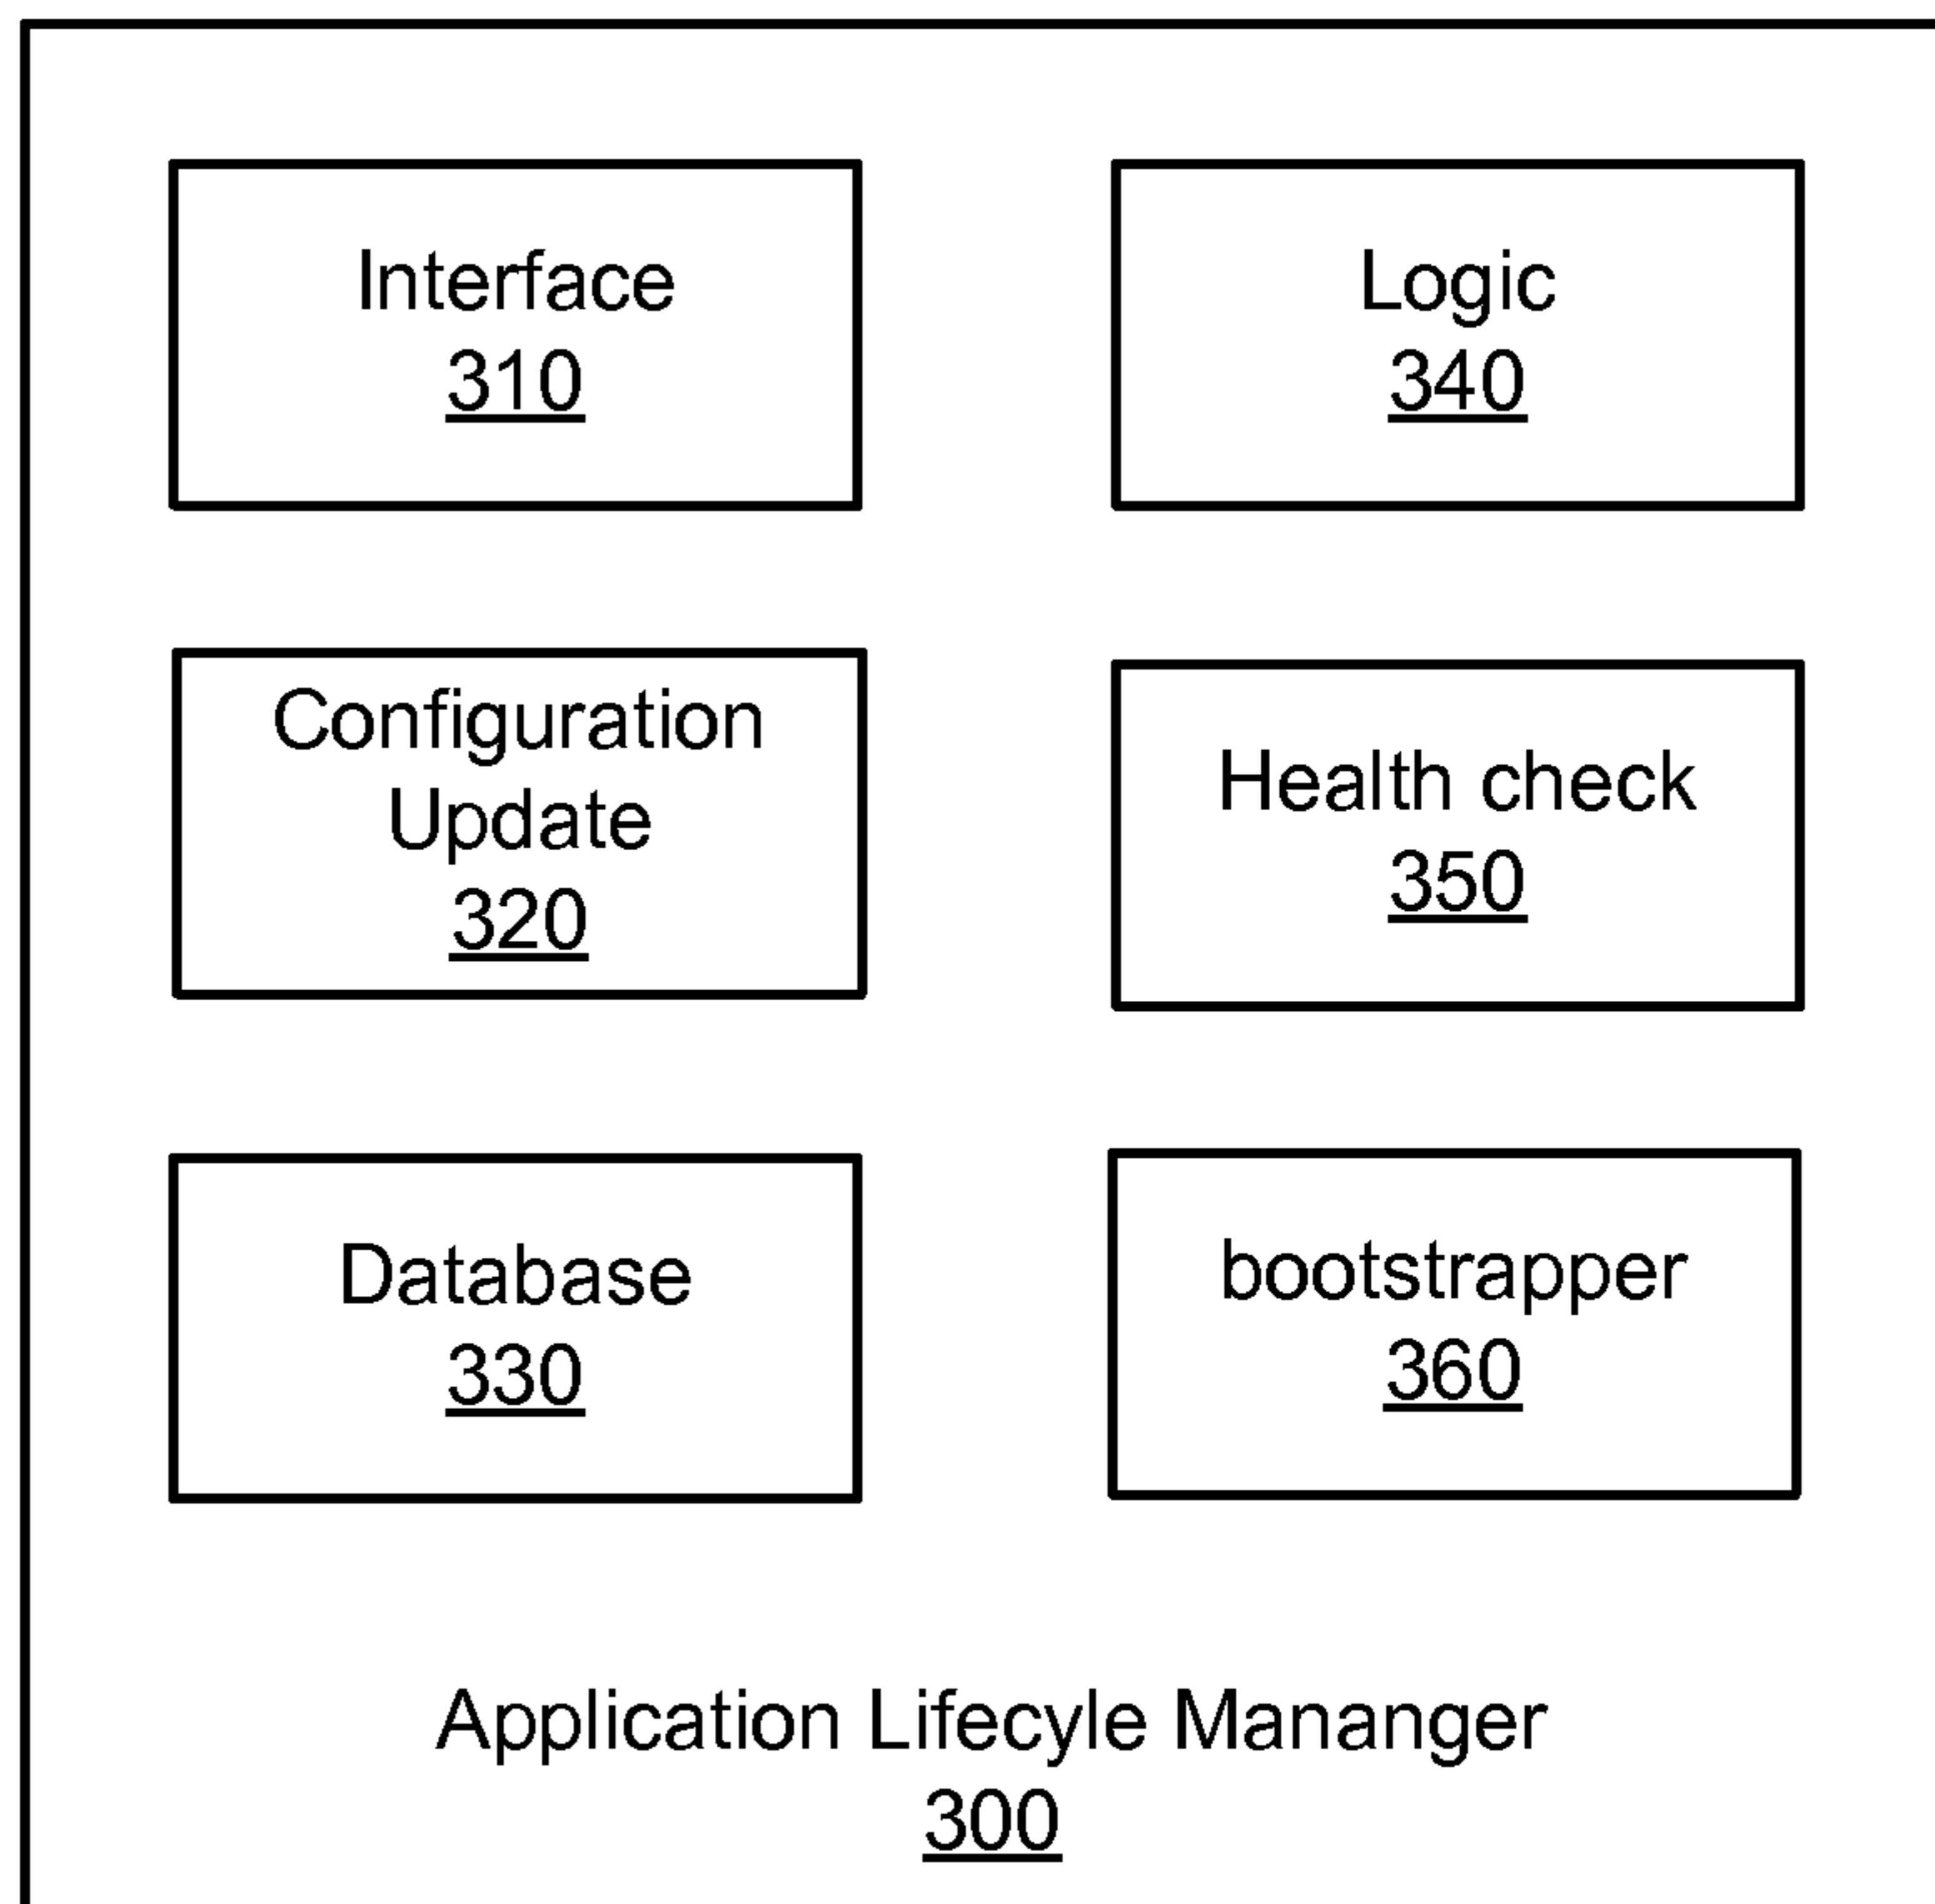 Interface
310
Logic
340
Configuration
Update
320
Health check
350
Database
330
bootstrapper
360
Application Lifecyle Mananger
300